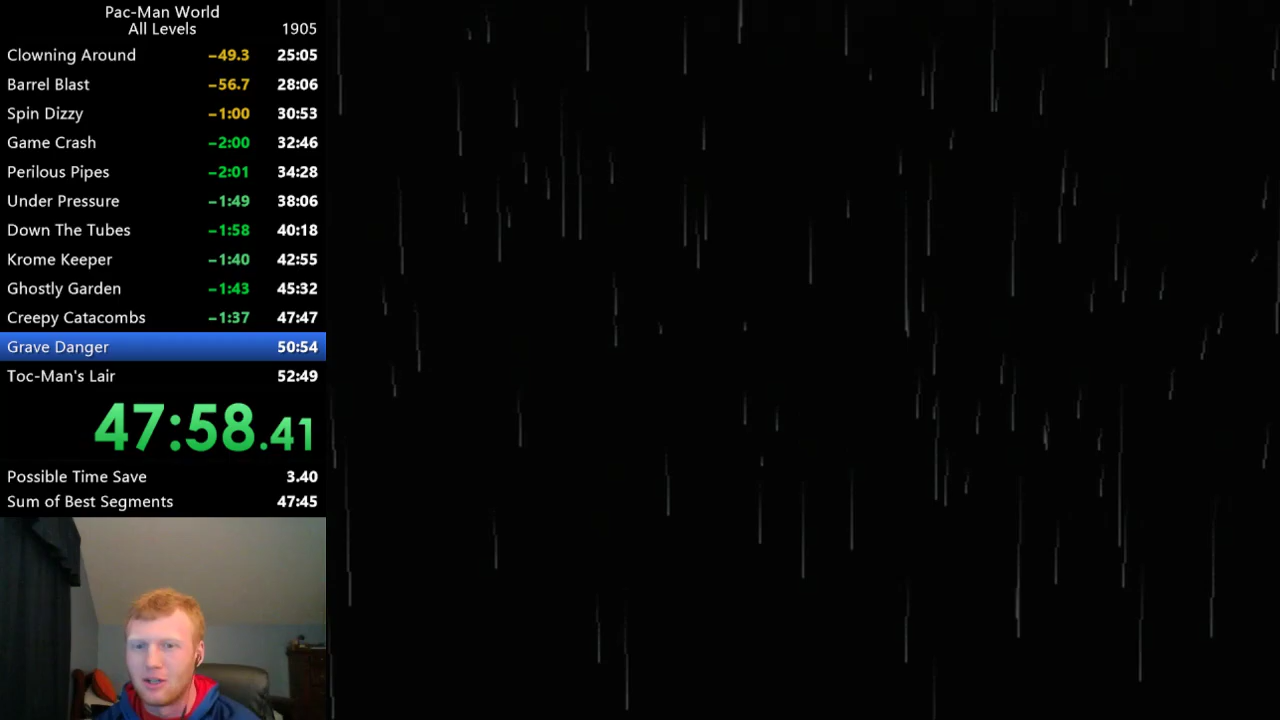 Pac-Man World
All Levels 1905
Clowning Around −49.3 25:05
Barrel Blast −56.7 28:06
Spin Dizzy −1:00 30:53
Game Crash −2:00 32:46
Perilous Pipes −2:01 34:28
Under Pressure −1:49 38:06
Down The Tubes −1:58 40:18
Krome Keeper −1:40 42:55
Ghostly Garden −1:43 45:32
Creepy Catacombs −1:37 47:47
Grave Danger 50:54
Toc-Man's Lair 52:49
47:58.41
Possible Time Save 3.40
Sum of Best Segments 47:45